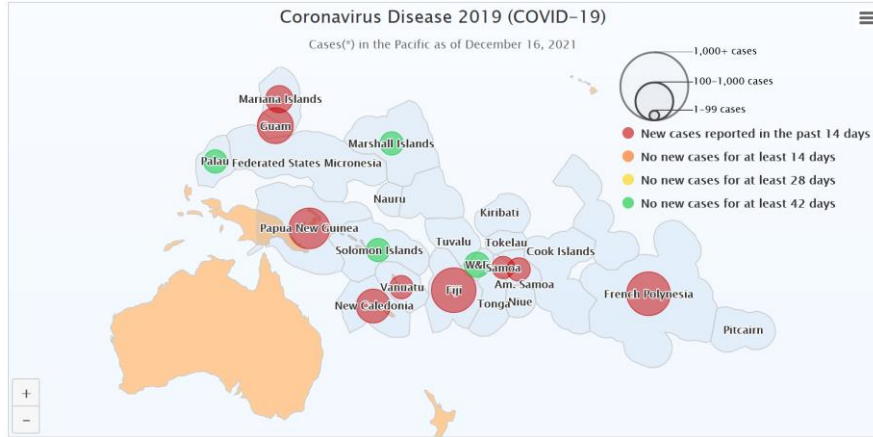 Coronavirus Disease 2019 (COVID-19)
Cases(*) in the Pacific as of December 16, 2021
1,000+ cases
100-1,000 cases
1-99 cases
New cases reported in the past 14 days
No new cases for at least 14 days
No new cases for at least 28 days
No new cases for at least 42 days
Mariana Islands
Guam
Marshall Islands
Palau
Federated States Micronesia
Nauru
Kiribati
Papua New Guinea
Solomon Islands
Tuvalu
Tokelau
Cook Islands
W&F
Samoa
Am. Samoa
Vanuatu
Fiji
French Polynesia
New Caledonia
Tonga
Niue
Pitcairn
+
−